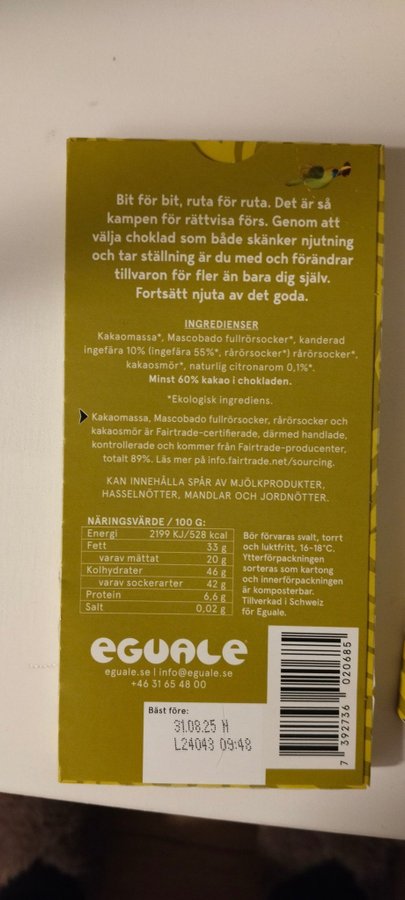 Bit för bit, ruta för ruta. Det är så
kampen för rättvisa förs. Genom att
välja choklad som både skänker njutning
och tar ställning är du med och förändrar
tillvaron för fler än bara dig själv.
Fortsätt njuta av det goda.
INGREDIENSER
Kakaomassa*, Mascobado fullrörsocker*, kanderad
ingefära 10% (ingefära 55%*, rårörsocker*) rårörsocker*,
kakaosmör*, naturlig citronarom 0,1%*.
Minst 60% kakao i chokladen.
*Ekologisk ingrediens.
Kakaomassa, Mascobado fullrörsocker, rårörsocker och
kakaosmör är Fairtrade-certifierade, därmed handlade,
kontrollerade och kommer från Fairtrade-producenter,
totalt 89%. Läs mer på info.fairtrade.net/sourcing.
KAN INNEHÅLLA SPÅR AV MJÖLKPRODUKTER,
HASSELNÖTTER, MANDLAR OCH JORDNÖTTER.
NÄRINGSVÄRDE / 100 G:
Energi 2199 KJ/528 kcal
Fett 33 g
varav mättat 20 g
Kolhydrater 46 g
varav sockerarter 42 g
Protein 6,6 g
Salt 0,02 g
Bör förvaras svalt, torrt
och luktfritt, 16-18°C.
Ytterförpackningen
sorteras som kartong
och innerförpackningen
är komposterbar.
Tillverkad i Schweiz
för Eguale.
eguale
eguale.se | info@eguale.se
+46 31 65 48 00
Bäst före:
31.08.25 H
L24043 09:48
7 392736 020685